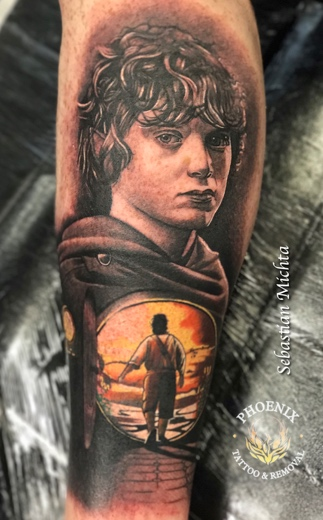 Sebastian Michta
PHOENIX
TATTOO & REMOVAL